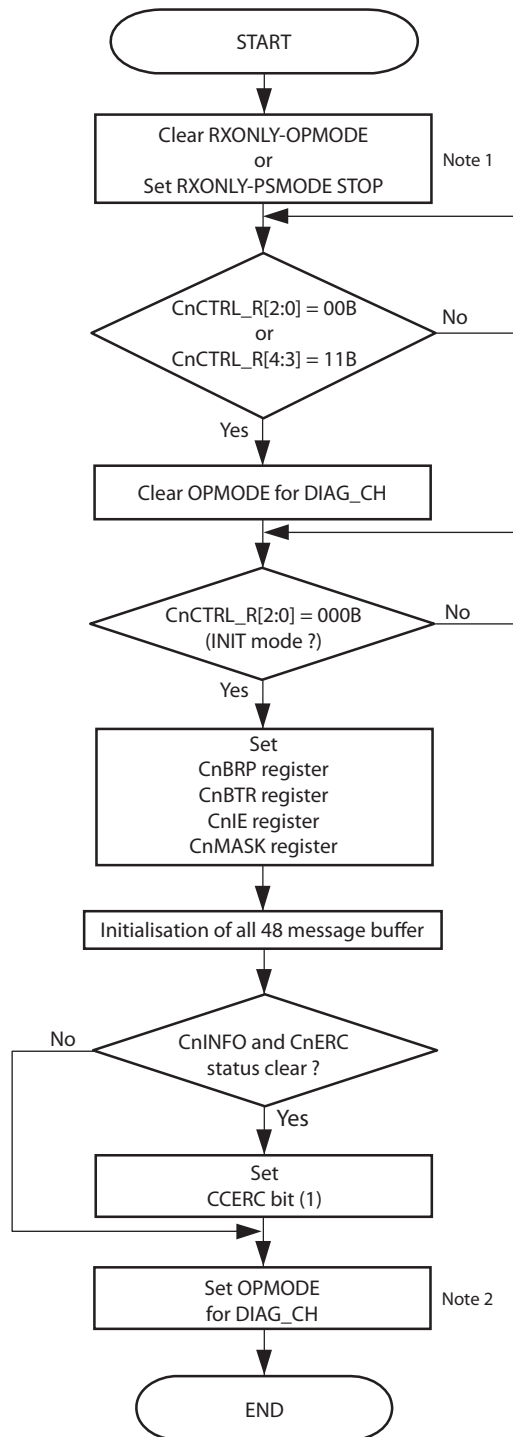 START
Clear RXONLY-OPMODE
or
Set RXONLY-PSMODE STOP
Note 1
CnCTRL_R[2:0] = 00B
or
CnCTRL_R[4:3] = 11B
No
Yes
Clear OPMODE for DIAG_CH
CnCTRL_R[2:0] = 000B
(INIT mode ?)
No
Yes
Set
CnBRP register
CnBTR register
CnIE register
CnMASK register
Initialisation of all 48 message buffer
No
CnINFO and CnERC
status clear ?
Yes
Set
CCERC bit (1)
Set OPMODE
for DIAG_CH
Note 2
END